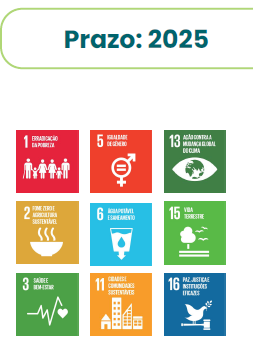 Prazo: 2025
1 ERRADICAÇÃO
DA POBREZA
5 IGUALDADE
DE GÉNERO
13 AÇÃO CONTRA A
MUDANÇA GLOBAL
DO CLIMA
2 FOME ZERO E
AGRICULTURA
SUSTENTÁVEL
6 ÁGUA POTÁVEL
E SANEAMENTO
15 VIDA
TERRESTRE
3 SAÚDE E
BEM-ESTAR
11 CIDADES E
COMUNIDADES
SUSTENTÁVEIS
16 PAZ, JUSTIÇA E
INSTITUIÇÕES
EFICAZES